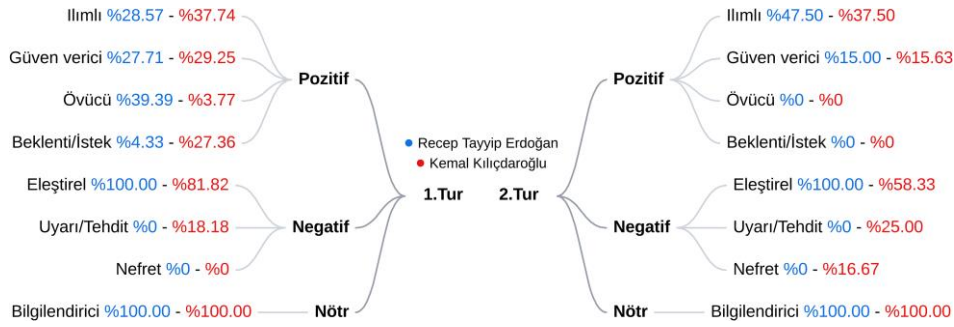 Ilımlı %28.57 - %37.74
Güven verici %27.71 - %29.25
Övücü %39.39 - %3.77
Beklenti/İstek %4.33 - %27.36
Pozitif
Eleştirel %100.00 - %81.82
Uyarı/Tehdit %0 - %18.18
Nefret %0 - %0
Negatif
Bilgilendirici %100.00 - %100.00
Nötr
Recep Tayyip Erdoğan
Kemal Kılıçdaroğlu
1.Tur
2.Tur
Pozitif
Ilımlı %47.50 - %37.50
Güven verici %15.00 - %15.63
Övücü %0 - %0
Beklenti/İstek %0 - %0
Negatif
Eleştirel %100.00 - %58.33
Uyarı/Tehdit %0 - %25.00
Nefret %0 - %16.67
Nötr
Bilgilendirici %100.00 - %100.00